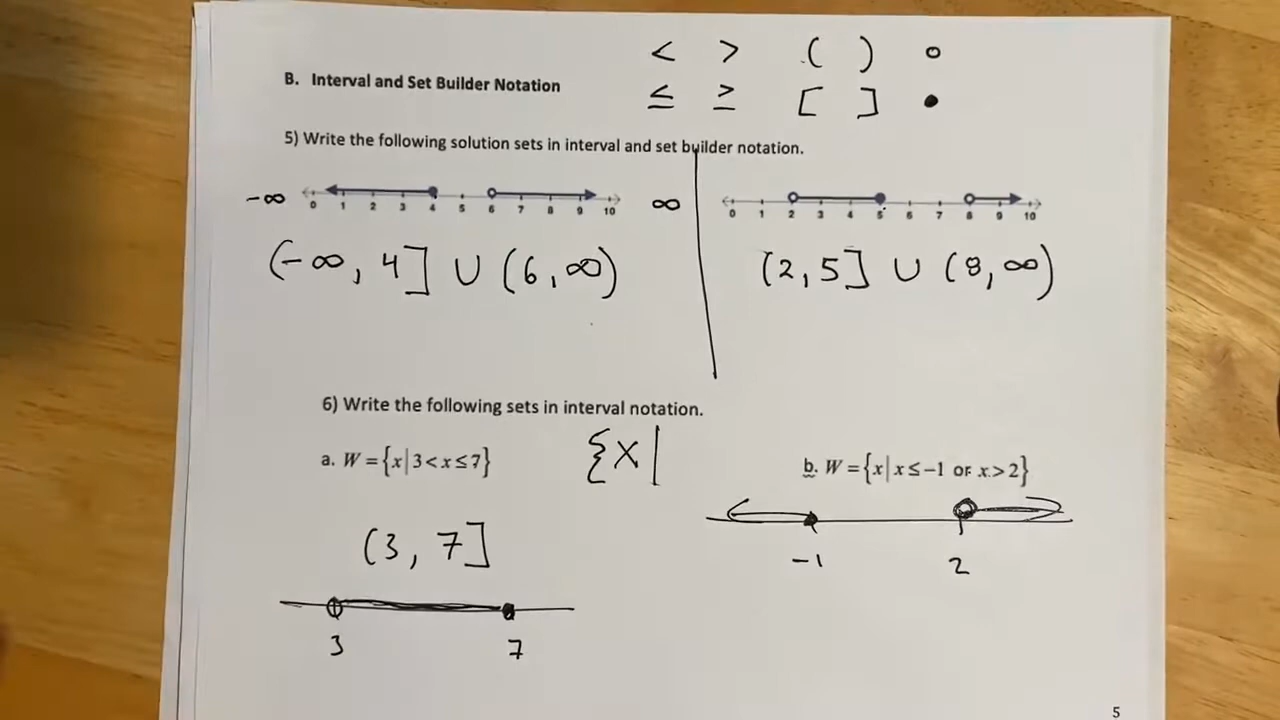 < > ( ) ○
B. Interval and Set Builder Notation
≤ ≥ [ ] ●
5) Write the following solution sets in interval and set builder notation.
-∞ 0 1 2 3 4 5 6 7 8 9 10 ∞
0 1 2 3 4 5 6 7 8 9 10
(-∞, 4] ∪ (6, ∞)
(2, 5] ∪ (8, ∞)
6) Write the following sets in interval notation.
a. W = {x|3<x≤7}
{x|
b. W = {x|x≤-1 OR x>2}
(3, 7]
-1 2
3 7
5